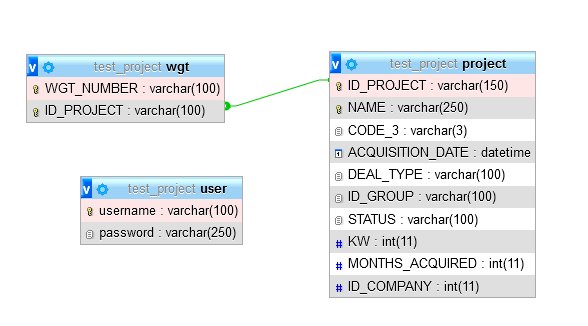 v test_project wgt
WGT_NUMBER : varchar(100)
ID_PROJECT : varchar(100)
v test_project project
ID_PROJECT : varchar(150)
NAME : varchar(250)
CODE_3 : varchar(3)
ACQUISITION_DATE : datetime
DEAL_TYPE : varchar(100)
ID_GROUP : varchar(100)
STATUS : varchar(100)
# KW : int(11)
# MONTHS_ACQUIRED : int(11)
# ID_COMPANY : int(11)
v test_project user
username : varchar(100)
password : varchar(250)